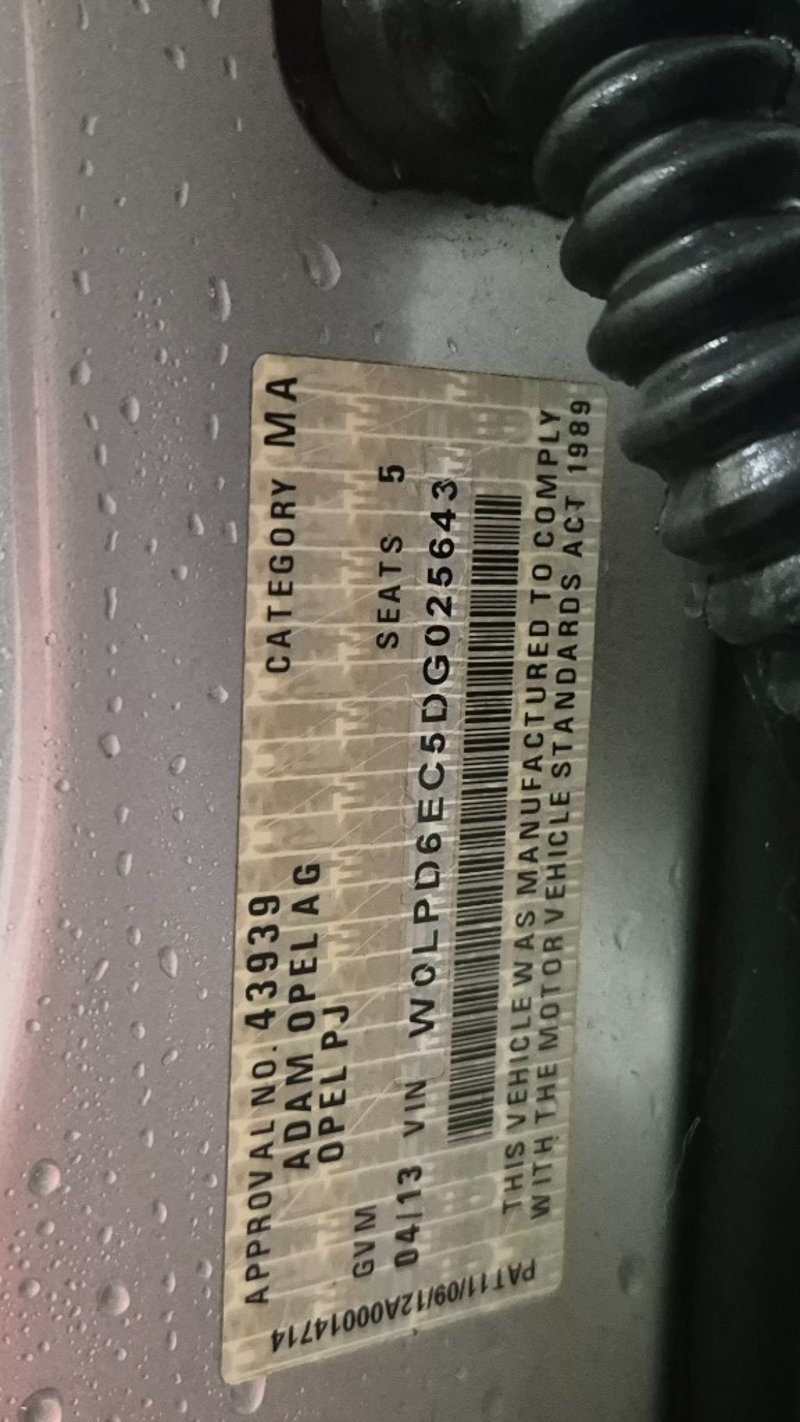 APPROVAL NO. 43939 CATEGORY MA
ADAM OPEL AG
OPEL PJ
GVM SEATS 5
04/13 VIN W0LPD6EC5DG025643
THIS VEHICLE WAS MANUFACTURED TO COMPLY
WITH THE MOTOR VEHICLE STANDARDS ACT 1989
PAT11/09/12A00014714